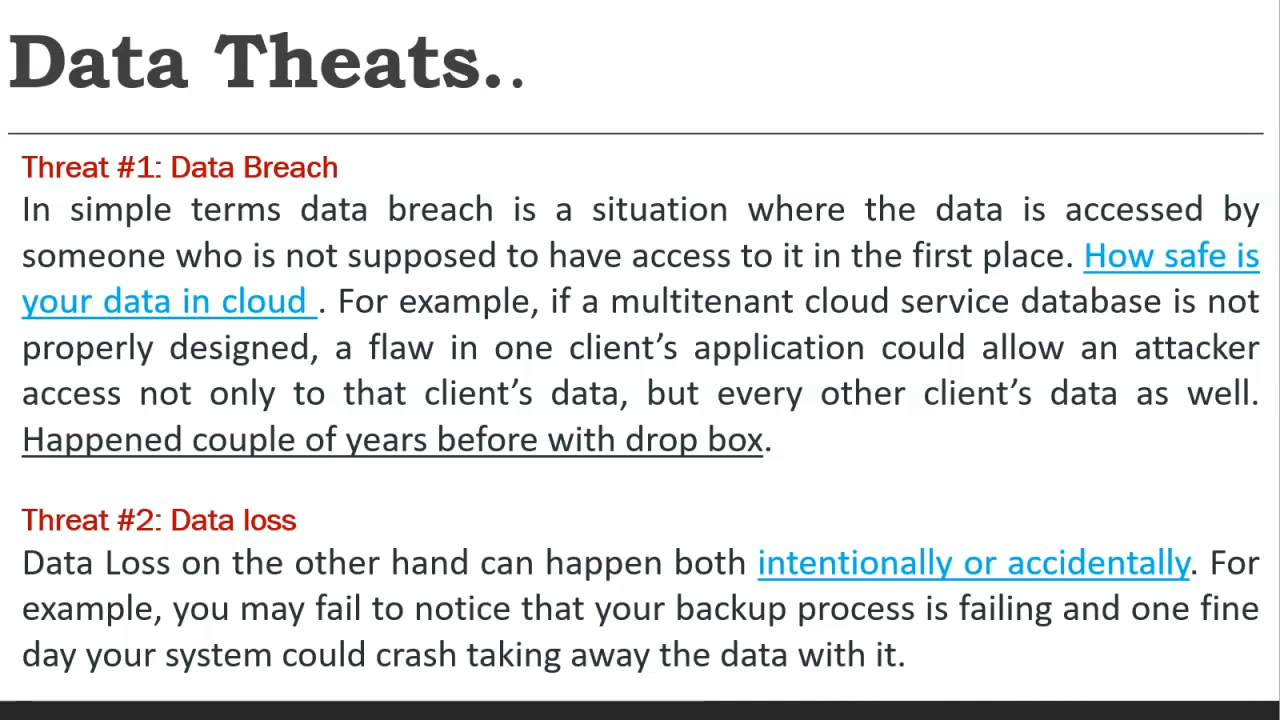 Data Theats..
Threat #1: Data Breach
In simple terms data breach is a situation where the data is accessed by
someone who is not supposed to have access to it in the first place. How safe is
your data in cloud . For example, if a multitenant cloud service database is not
properly designed, a flaw in one client’s application could allow an attacker
access not only to that client’s data, but every other client’s data as well.
Happened couple of years before with drop box.
Threat #2: Data loss
Data Loss on the other hand can happen both intentionally or accidentally. For
example, you may fail to notice that your backup process is failing and one fine
day your system could crash taking away the data with it.